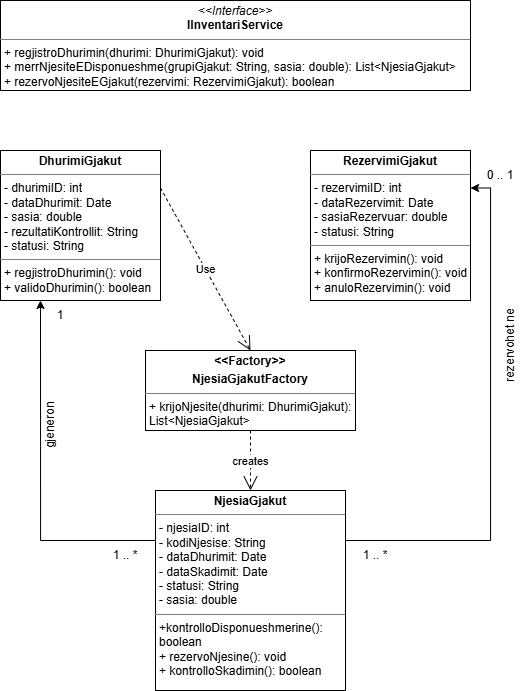 <<Interface>>
IInventariService
+ regjistroDhurimin(dhurimi: DhurimiGjakut): void
+ merrNjesiteEDisponueshme(grupiGjakut: String, sasia: double): List<NjesiaGjakut>
+ rezervoNjesiteEGjakut(rezervimi: RezervimiGjakut): boolean
DhurimiGjakut
- dhurimiID: int
- dataDhurimit: Date
- sasia: double
- rezultatiKontrollit: String
- statusi: String
+ regjistroDhurimin(): void
+ validoDhurimin(): boolean
RezervimiGjakut
- rezervimiID: int
- dataRezervimit: Date
- sasiaRezervuar: double
- statusi: String
+ krijoRezervimin(): void
+ konfirmoRezervimin(): void
+ anuloRezervimin(): void
0 .. 1
Use
1
rezervohet ne
<<Factory>>
NjesiaGjakutFactory
+ krijoNjesite(dhurimi: DhurimiGjakut):
List<NjesiaGjakut>
gjeneron
creates
NjesiaGjakut
- njesiaID: int
- kodiNjesise: String
- dataDhurimit: Date
- dataSkadimit: Date
- statusi: String
- sasia: double
+kontrolloDisponueshmerine():
boolean
+ rezervoNjesine(): void
+ kontrolloSkadimin(): boolean
1 .. *
1 .. *